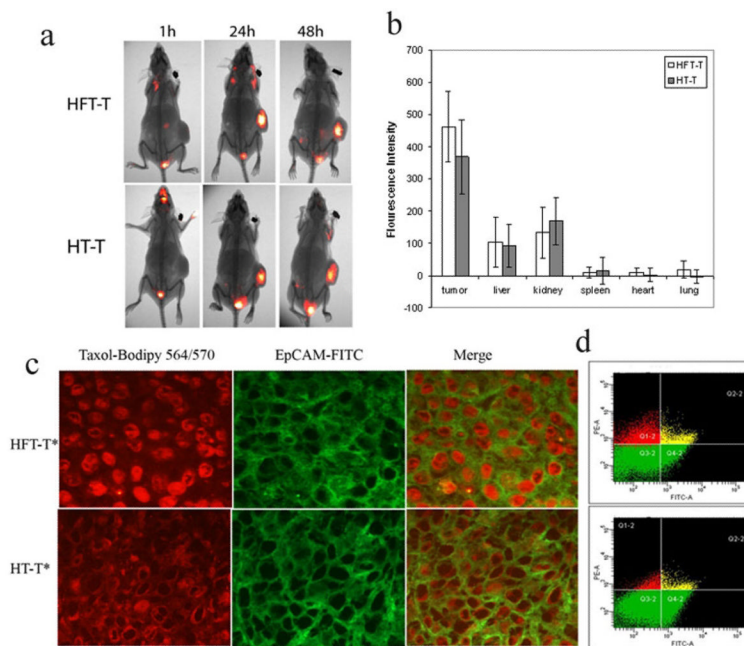 a
1h 24h 48h
HFT-T
HT-T
b
Flourescence Intensity
700
600
500
400
300
200
100
0
-100
HFT-T
HT-T
tumor liver kidney spleen heart lung
c
Taxol-Bodipy 564/570 EpCAM-FITC Merge
HFT-T*
HT-T*
d
PE-A
Q2-2
Q1-2
Q3-2 Q4-2
FITC-A
PE-A
Q1-2
Q2-2
Q3-2 Q4-2
FITC-A